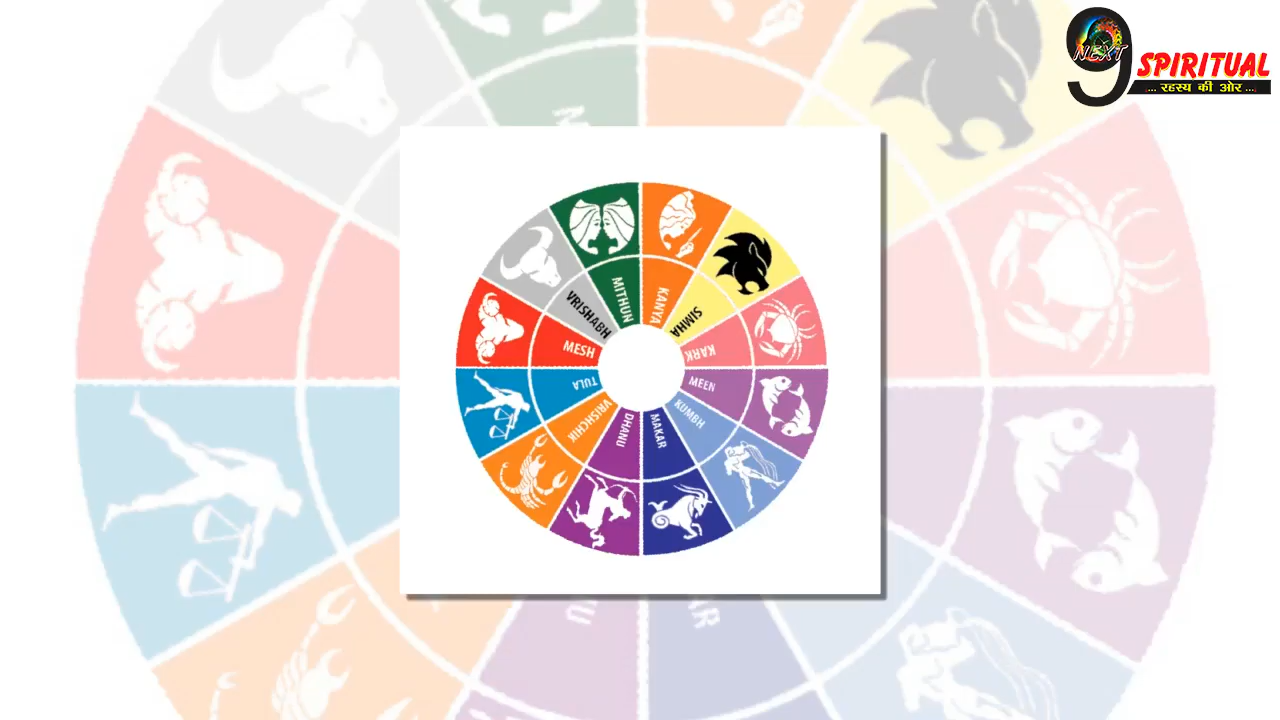 9
NEXT
SPIRITUAL
... रहस्य की ओर ...
MITHUN
KANYA
VRISHABH
SIMHA
MESH
KARK
TULA
MEEN
VRISHCHIK
KUMBH
DHANU
MAKAR